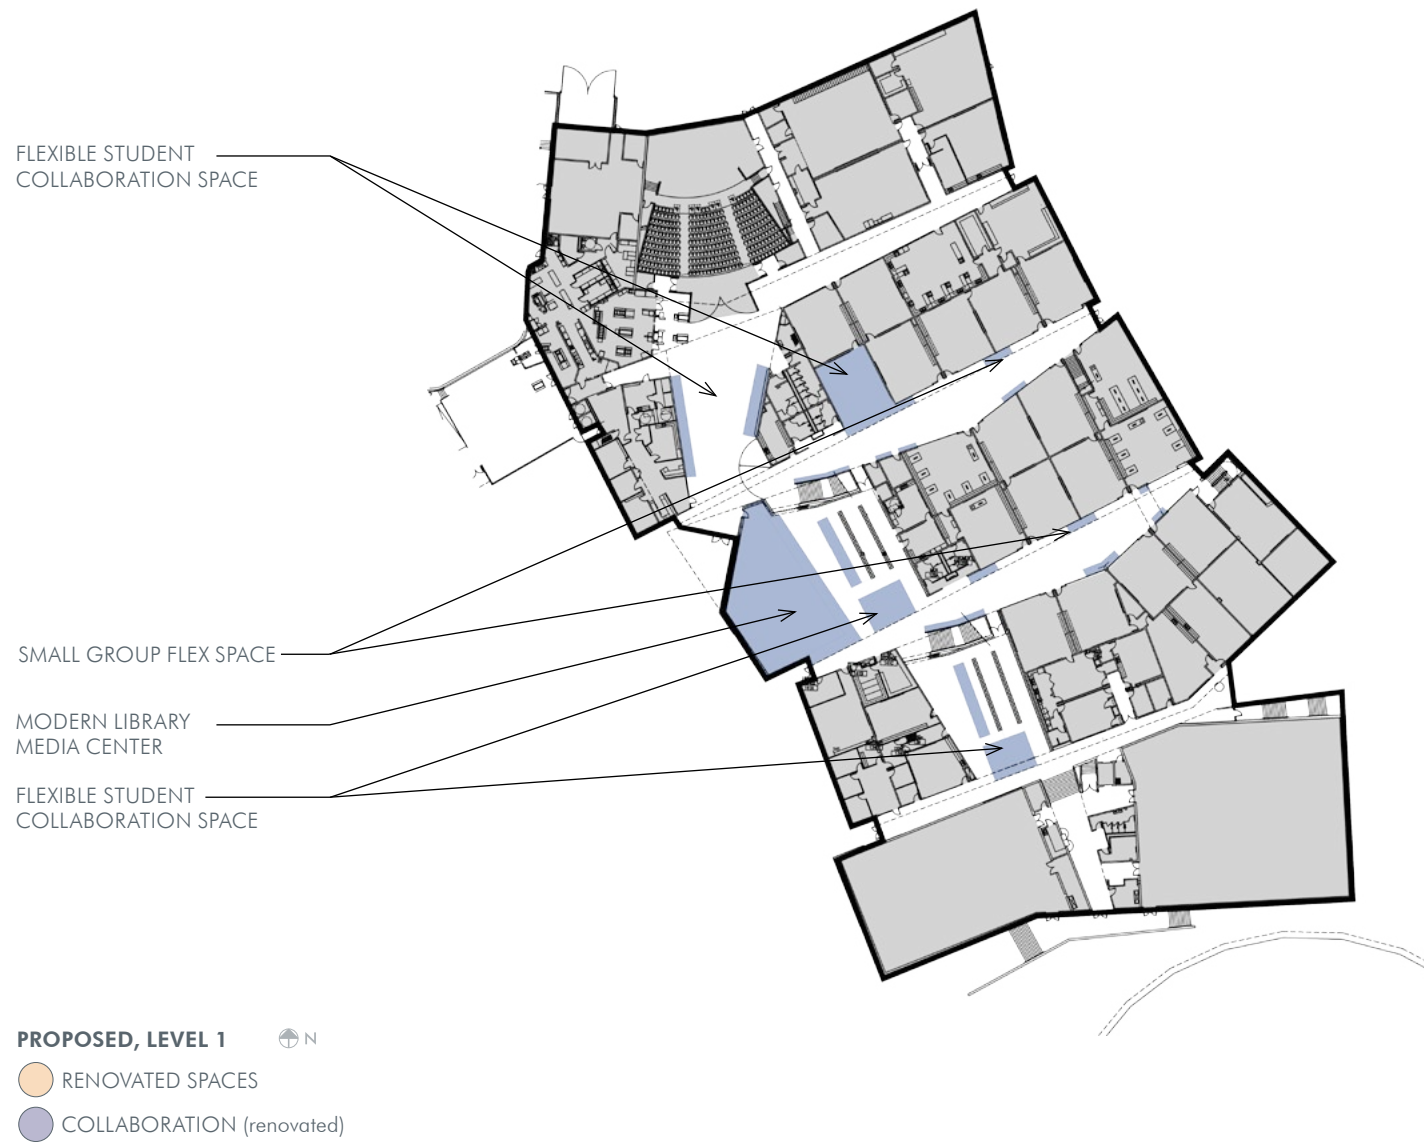 FLEXIBLE STUDENT
COLLABORATION SPACE
SMALL GROUP FLEX SPACE
MODERN LIBRARY
MEDIA CENTER
FLEXIBLE STUDENT
COLLABORATION SPACE
PROPOSED, LEVEL 1 N
RENOVATED SPACES
COLLABORATION (renovated)